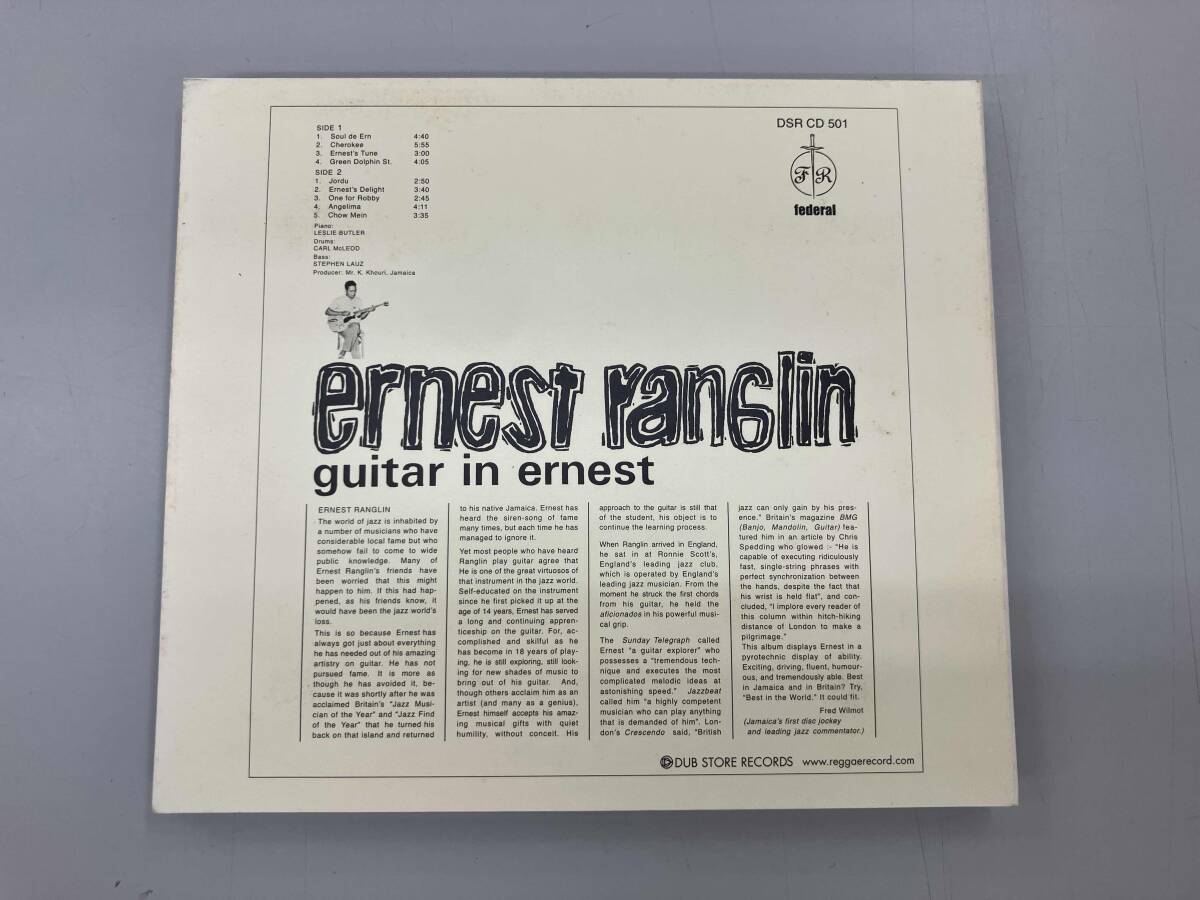 SIDE 1
1. Soul de Ern 4:40
2. Cherokee 5:55
3. Ernest's Tune 3:00
4. Green Dolphin St. 4:05
SIDE 2
1. Jordu 2:50
2. Ernest's Delight 3:40
3. One for Robby 2:45
4. Angelima 4:11
5. Chow Mein 3:35
Piano:
LESLIE BUTLER
Drums:
CARL McLEOD
Bass:
STEPHEN LAUZ
Producer: Mr. K. Khouri, Jamaica
DSR CD 501
FR
federal
ernest ranglin
guitar in ernest
ERNEST RANGLIN
The world of jazz is inhabited by
a number of musicians who have
considerable local fame but who
somehow fail to come to wide
public knowledge. Many of
Ernest Ranglin's friends have
been worried that this might
happen to him. If this had hap-
pened, as his friends know, it
would have been the jazz world's
loss.
This is so because Ernest has
always got just about everything
he has needed out of his amazing
artistry on guitar. He has not
pursued fame. It is more as
though he has avoided it, be-
cause it was shortly after he was
acclaimed Britain's "Jazz Musi-
cian of the Year" and "Jazz Find
of the Year" that he turned his
back on that island and returned
to his native Jamaica. Ernest has
heard the siren-song of fame
many times, but each time he has
managed to ignore it.
Yet most people who have heard
Ranglin play guitar agree that
He is one of the great virtuosos of
that instrument in the jazz world.
Self-educated on the instrument
since he first picked it up at the
age of 14 years, Ernest has served
a long and continuing appren-
ticeship on the guitar. For, ac-
complished and skilful as he
has become in 18 years of play-
ing, he is still exploring, still look-
ing for new shades of music to
bring out of his guitar. And,
though others acclaim him as an
artist (and many as a genius),
Ernest himself accepts his amaz-
ing musical gifts with quiet
humility, without conceit. His
approach to the guitar is still that
of the student, his object is to
continue the learning process.
When Ranglin arrived in England,
he sat in at Ronnie Scott's,
England's leading jazz club,
which is operated by England's
leading jazz musician. From the
moment he struck the first chords
from his guitar, he held the
aficionados in his powerful musi-
cal grip.
The Sunday Telegraph called
Ernest "a guitar explorer" who
possesses a "tremendous tech-
nique and executes the most
complicated melodic ideas at
astonishing speed." Jazzbeat
called him "a highly competent
musician who can play anything
that is demanded of him". Lon-
don's Crescendo said, "British
jazz can only gain by his pres-
ence." Britain's magazine BMG
(Banjo, Mandolin, Guitar) fea-
tured him in an article by Chris
Spedding who glowed :- "He is
capable of executing ridiculously
fast, single-string phrases with
perfect synchronization between
the hands, despite the fact that
his wrist is held flat", and con-
cluded, "I implore every reader of
this column within hitch-hiking
distance of London to make a
pilgrimage."
This album displays Ernest in a
pyrotechnic display of ability.
Exciting, driving, fluent, humour-
ous, and tremendously able. Best
in Jamaica and in Britain? Try,
"Best in the World." It could fit.
Fred Wilmot
(Jamaica's first disc jockey
and leading jazz commentator.)
DUB STORE RECORDS www.reggaerecord.com